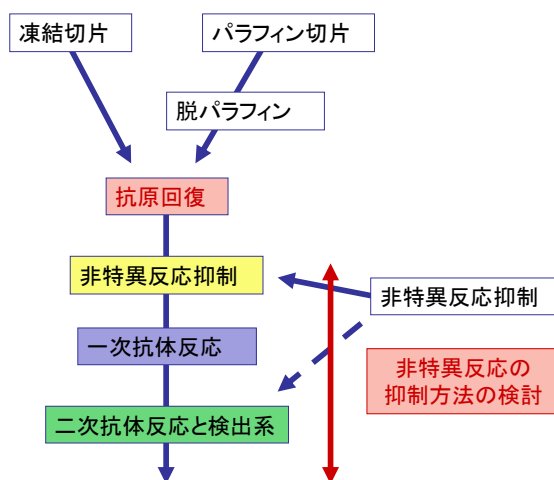 凍結切片
パラフィン切片
脱パラフィン
抗原回復
非特異反応抑制
非特異反応抑制
一次抗体反応
非特異反応の
抑制方法の検討
二次抗体反応と検出系